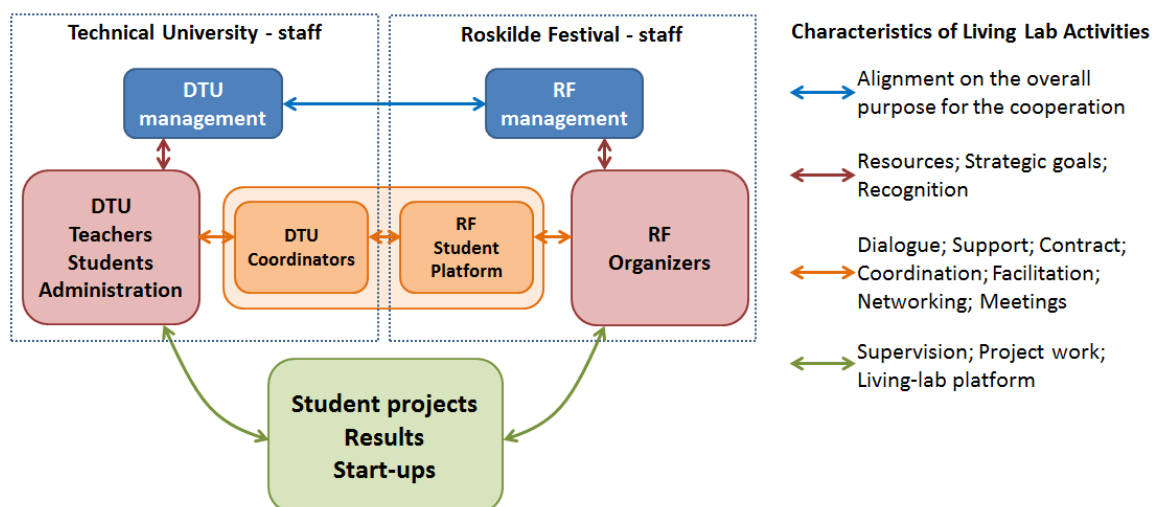 Technical University - staff
Roskilde Festival - staff
Characteristics of Living Lab Activities
DTU
management
RF
management
Alignment on the overall
purpose for the cooperation
Resources; Strategic goals;
Recognition
DTU
Teachers
Students
Administration
DTU
Coordinators
RF
Student
Platform
RF
Organizers
Dialogue; Support; Contract;
Coordination; Facilitation;
Networking; Meetings
Supervision; Project work;
Living-lab platform
Student projects
Results
Start-ups